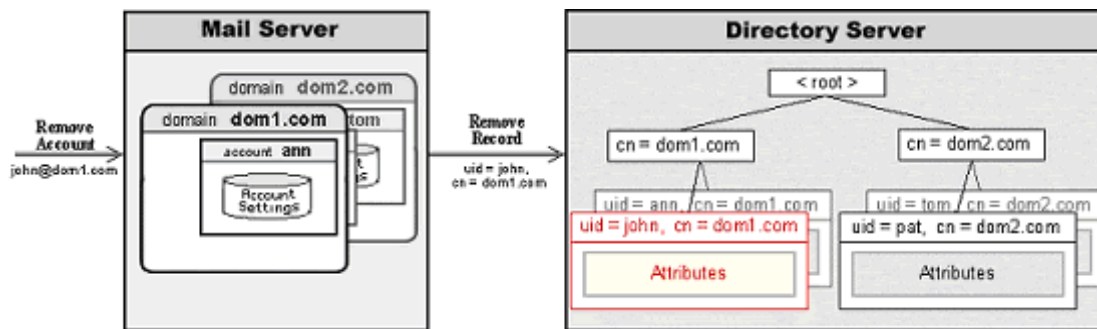 Mail Server
Directory Server
domain dom2.com
< root >
Remove
Account
domain dom1.com
tom
Remove
Record
john@dom1.com
account ann
uid = john,
cn = dom1.com
cn = dom1.com
cn = dom2.com
Account
Settings
gs
uid = ann, cn = dom1.com
uid = tom, cn = dom2.com
uid = john, cn = dom1.com
uid = pat, cn = dom2.com
Attributes
Attributes